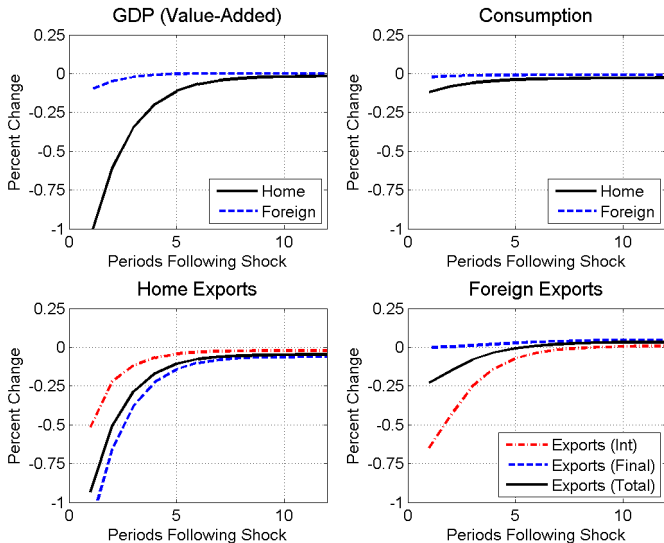 GDP (Value-Added)
Percent Change
0.25
0
-0.25
-0.5
-0.75
-1
0
5
10
Periods Following Shock
Home
Foreign
Consumption
Percent Change
0.25
0
-0.25
-0.5
-0.75
-1
0
5
10
Periods Following Shock
Home
Foreign
Home Exports
Percent Change
0.25
0
-0.25
-0.5
-0.75
-1
0
5
10
Periods Following Shock
Foreign Exports
Percent Change
0.25
0
-0.25
-0.5
-0.75
-1
0
5
10
Periods Following Shock
Exports (Int)
Exports (Final)
Exports (Total)